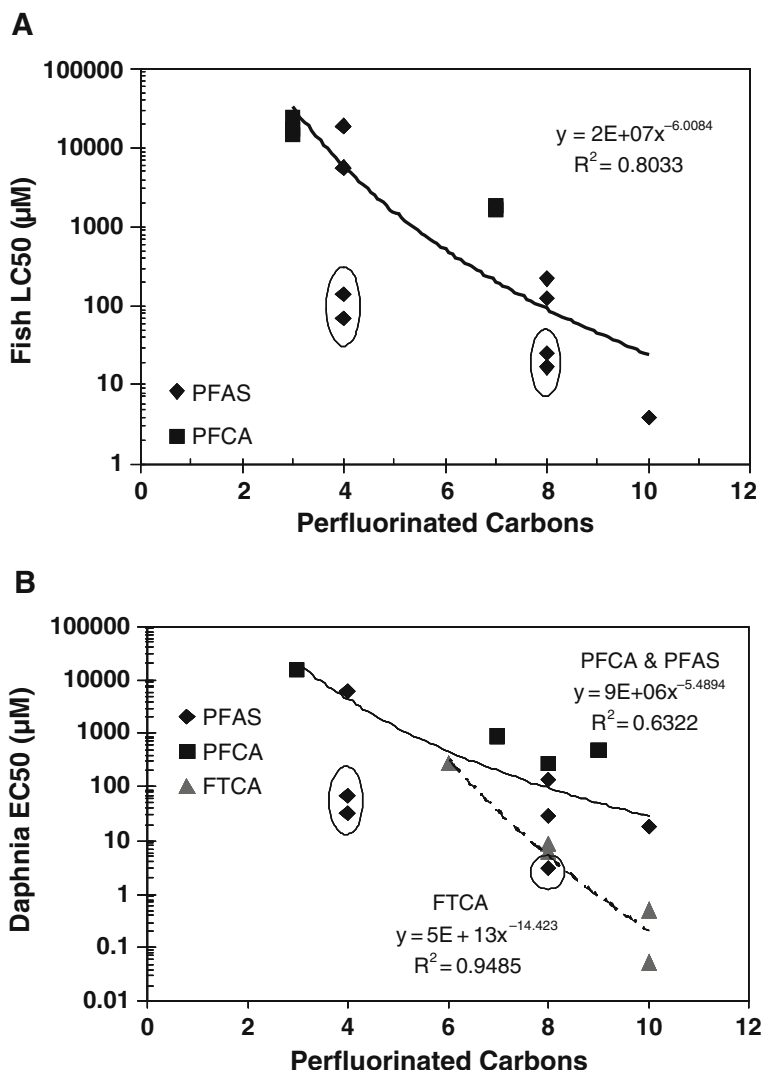 A
100000
10000
1000
100
10
1
Fish LC50 (µM)
y = 2E+07x^–6.0084
R² = 0.8033
PFAS
PFCA
0 2 4 6 8 10 12
Perfluorinated Carbons
B
100000
10000
1000
100
10
1
0.1
0.01
Daphnia EC50 (µM)
PFCA & PFAS
y = 9E+06x^–5.4894
R² = 0.6322
PFAS
PFCA
FTCA
FTCA
y = 5E + 13x^–14.423
R² = 0.9485
0 2 4 6 8 10 12
Perfluorinated Carbons